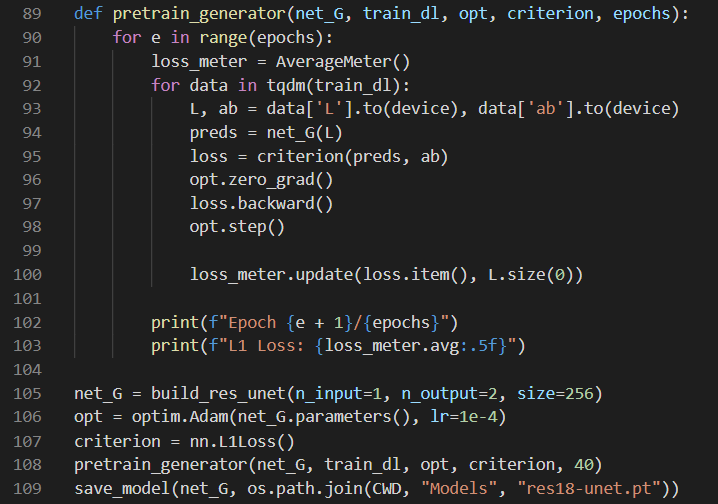 89 def pretrain_generator(net_G, train_dl, opt, criterion, epochs):
90     for e in range(epochs):
91         loss_meter = AverageMeter()
92         for data in tqdm(train_dl):
93             L, ab = data['L'].to(device), data['ab'].to(device)
94             preds = net_G(L)
95             loss = criterion(preds, ab)
96             opt.zero_grad()
97             loss.backward()
98             opt.step()
99
100             loss_meter.update(loss.item(), L.size(0))
101
102         print(f"Epoch {e + 1}/{epochs}")
103         print(f"L1 Loss: {loss_meter.avg:.5f}")
104
105 net_G = build_res_unet(n_input=1, n_output=2, size=256)
106 opt = optim.Adam(net_G.parameters(), lr=1e-4)
107 criterion = nn.L1Loss()
108 pretrain_generator(net_G, train_dl, opt, criterion, 40)
109 save_model(net_G, os.path.join(CWD, "Models", "res18-unet.pt"))